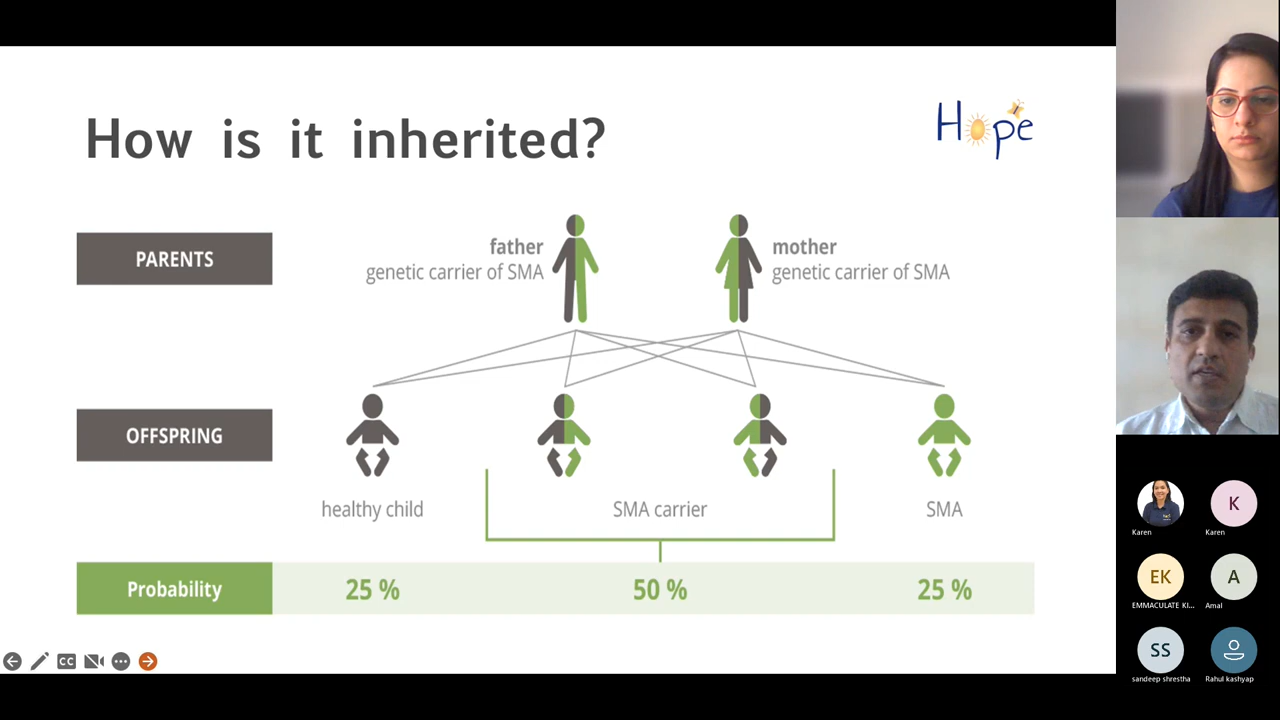 How is it inherited?
Hope
PARENTS
father
genetic carrier of SMA
mother
genetic carrier of SMA
OFFSPRING
healthy child
SMA carrier
SMA
Probability
25 %
50 %
25 %
CC
Karen
K
Karen
EK
EMMACULATE KI...
A
Amal
SS
sandeep shrestha
Rahul kashyap